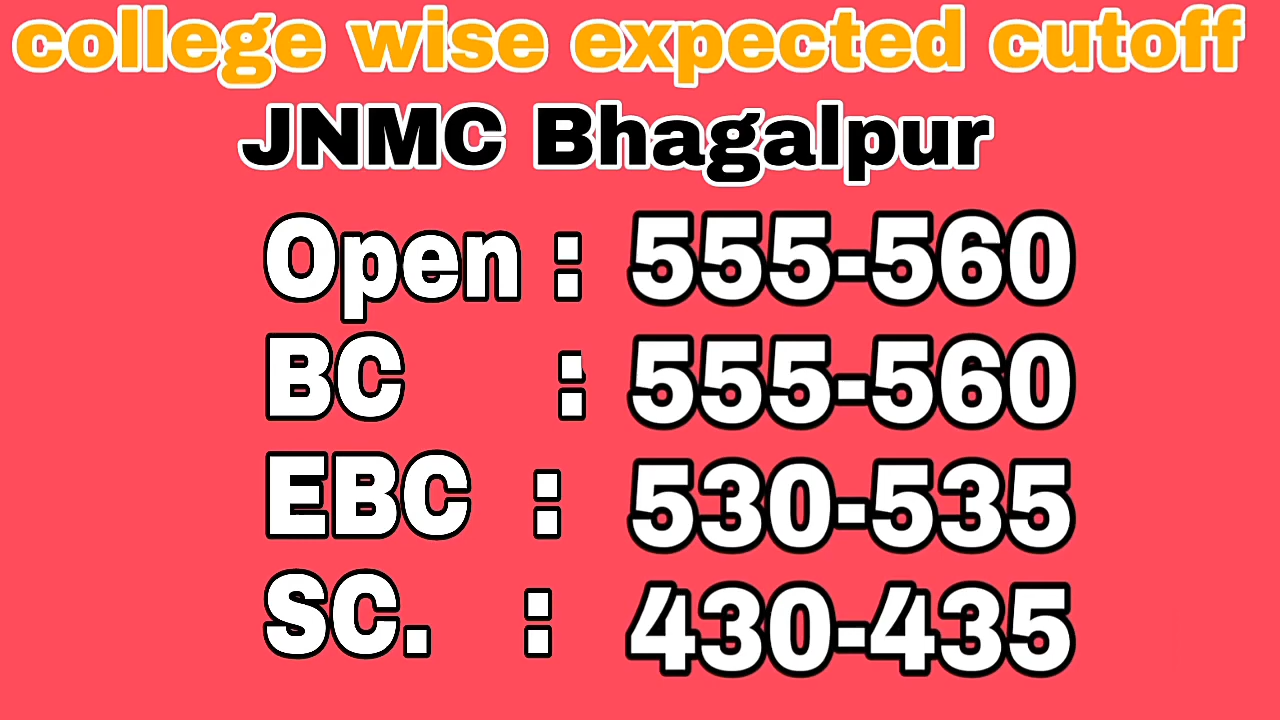 college wise expected cutoff
JNMC Bhagalpur
Open : 555-560
BC : 555-560
EBC : 530-535
SC. : 430-435